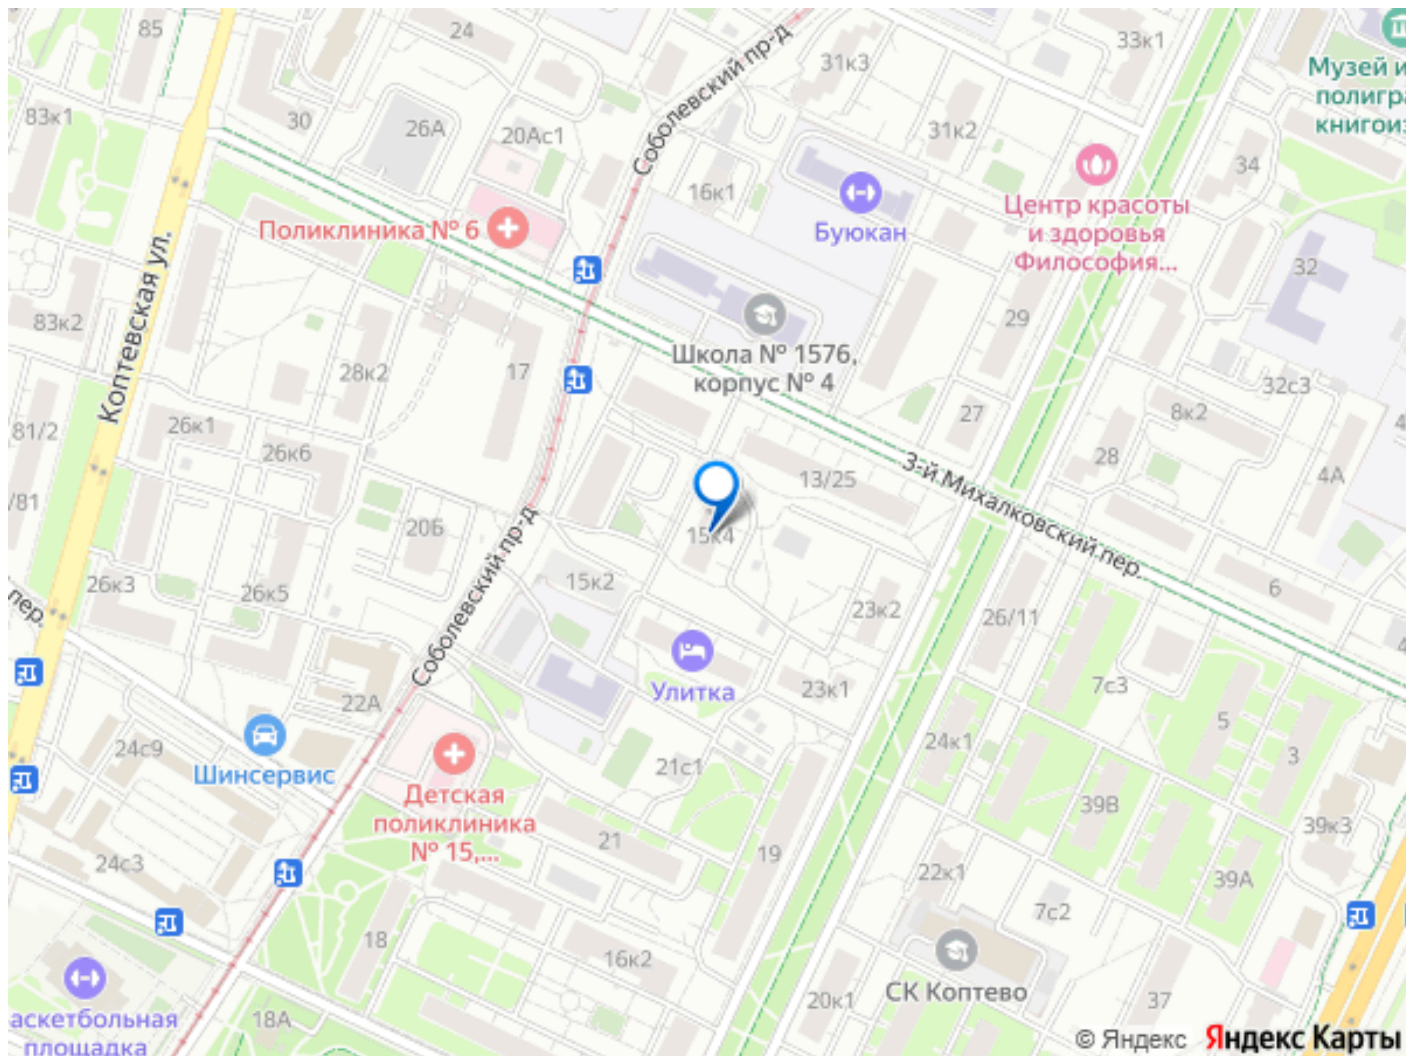 85
24
31к3
33к1
Музей и
полигра
книгоиз
83к1
30
26А
20Ас1
Соболевский пр-д
31к2
34
16к1
Поликлиника № 6
Буюкан
Центр красоты
и здоровья
Философия...
32
Коптевская ул.
83к2
28к2
17
Школа № 1576,
корпус № 4
29
32с3
81/2
26к1
26к6
27
8к2
4
28
4А
/81
13/25
3-й Михалковский пер.
20Б
15к4
26к3
26к5
15к2
23к2
26/11
6
пер.
Соболевский пр-д
4
22А
Улитка
23к1
7с3
5
3
24с9
Шинсервис
24к1
21с1
Детская
поликлиника
№ 15,...
39В
39к3
21
19
24с3
22к1
39А
7с2
18
16к2
СК Коптево
20к1
37
18А
аскетбольная
площадка
© Яндекс Яндекс Карты